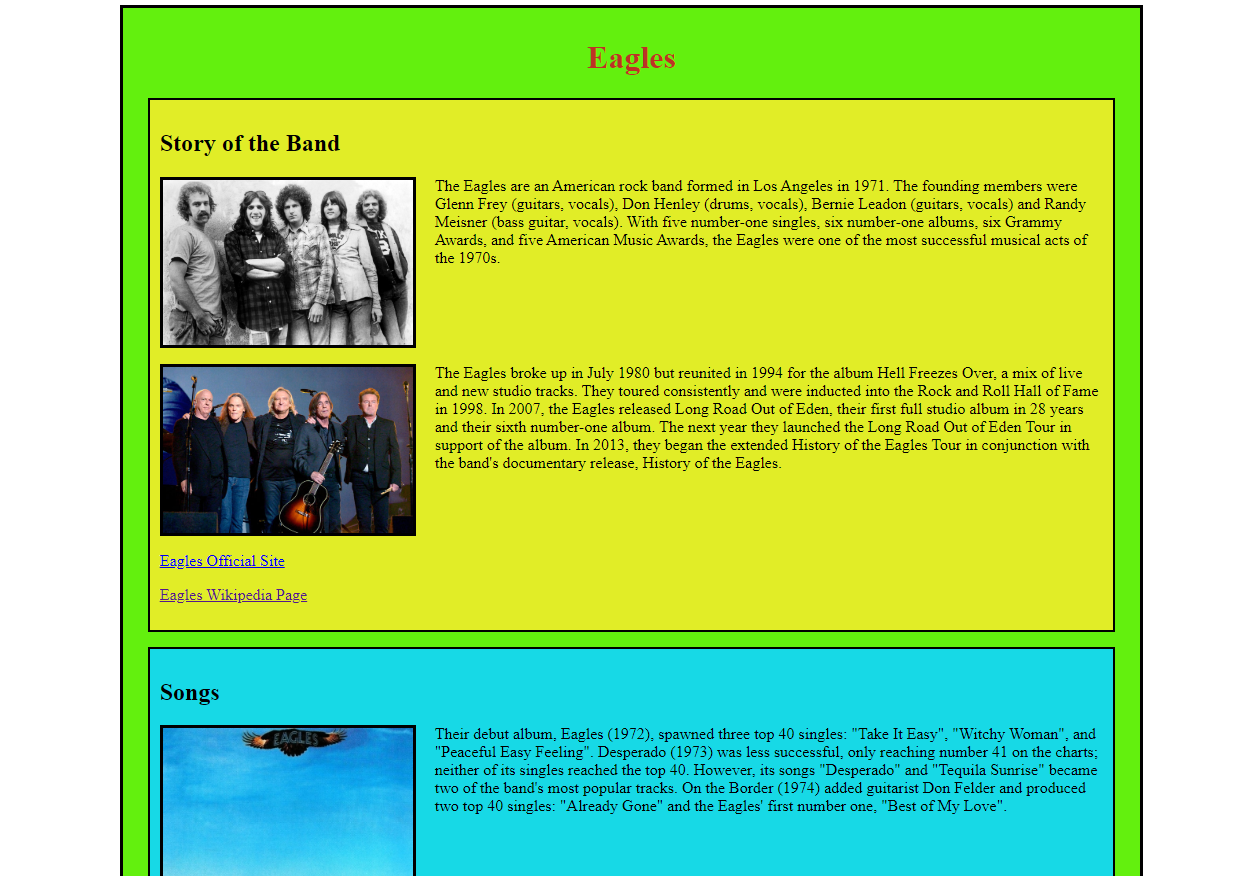 Eagles
Story of the Band
The Eagles are an American rock band formed in Los Angeles in 1971. The founding members were
Glenn Frey (guitars, vocals), Don Henley (drums, vocals), Bernie Leadon (guitars, vocals) and Randy
Meisner (bass guitar, vocals). With five number-one singles, six number-one albums, six Grammy
Awards, and five American Music Awards, the Eagles were one of the most successful musical acts of
the 1970s.
The Eagles broke up in July 1980 but reunited in 1994 for the album Hell Freezes Over, a mix of live
and new studio tracks. They toured consistently and were inducted into the Rock and Roll Hall of Fame
in 1998. In 2007, the Eagles released Long Road Out of Eden, their first full studio album in 28 years
and their sixth number-one album. The next year they launched the Long Road Out of Eden Tour in
support of the album. In 2013, they began the extended History of the Eagles Tour in conjunction with
the band's documentary release, History of the Eagles.
Eagles Official Site
Eagles Wikipedia Page
Songs
EAGLES
Their debut album, Eagles (1972), spawned three top 40 singles: "Take It Easy", "Witchy Woman", and
"Peaceful Easy Feeling". Desperado (1973) was less successful, only reaching number 41 on the charts;
neither of its singles reached the top 40. However, its songs "Desperado" and "Tequila Sunrise" became
two of the band's most popular tracks. On the Border (1974) added guitarist Don Felder and produced
two top 40 singles: "Already Gone" and the Eagles' first number one, "Best of My Love".